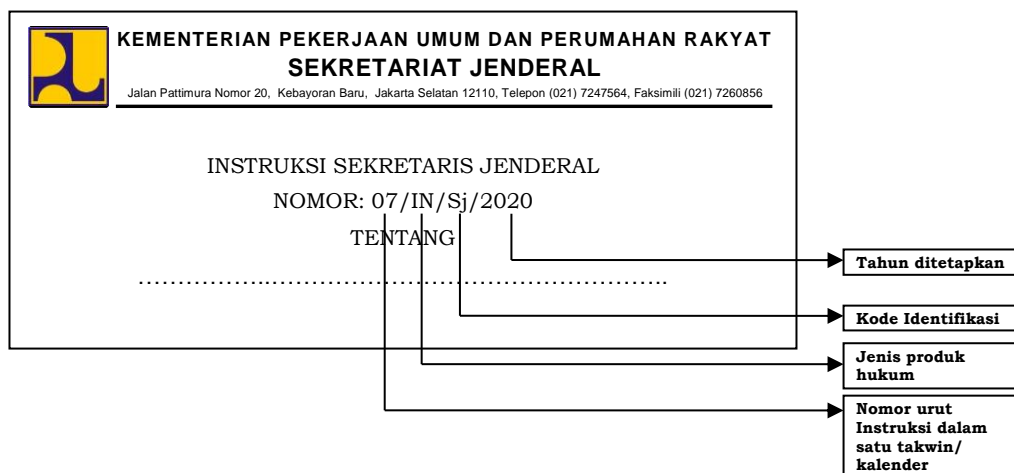 KEMENTERIAN PEKERJAAN UMUM DAN PERUMAHAN RAKYAT
SEKRETARIAT JENDERAL
Jalan Pattimura Nomor 20, Kebayoran Baru, Jakarta Selatan 12110, Telepon (021) 7247564, Faksimili (021) 7260856
INSTRUKSI SEKRETARIS JENDERAL
NOMOR: 07/IN/Sj/2020
TENTANG
……………………………………………………………..
Tahun ditetapkan
Kode Identifikasi
Jenis produk
hukum
Nomor urut
Instruksi dalam
satu takwin/
kalender